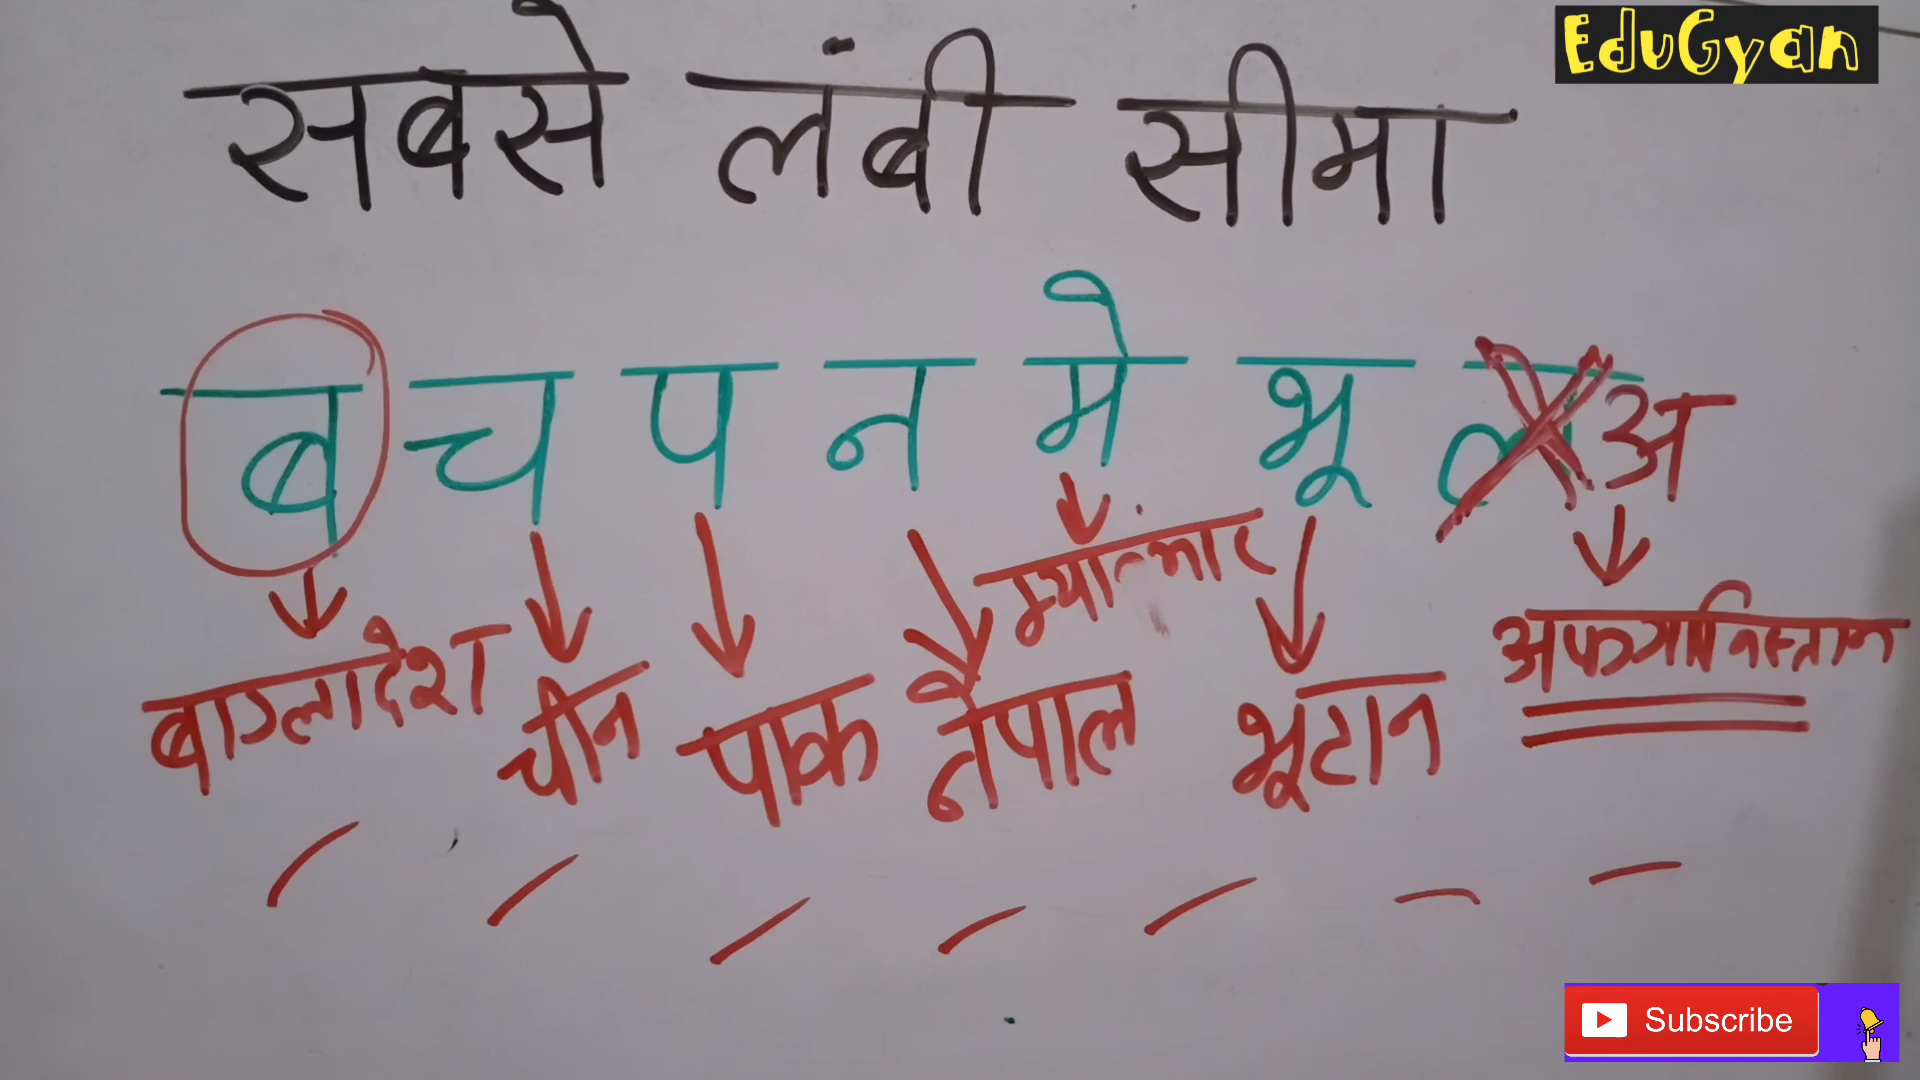 EduGyan
सबसे लंबी सीमा
ब च प न मे भू ल अ
म्यांन्मार
बाग्लादेश चीन पाक नेपाल भूटान अफगानिस्तान
Subscribe